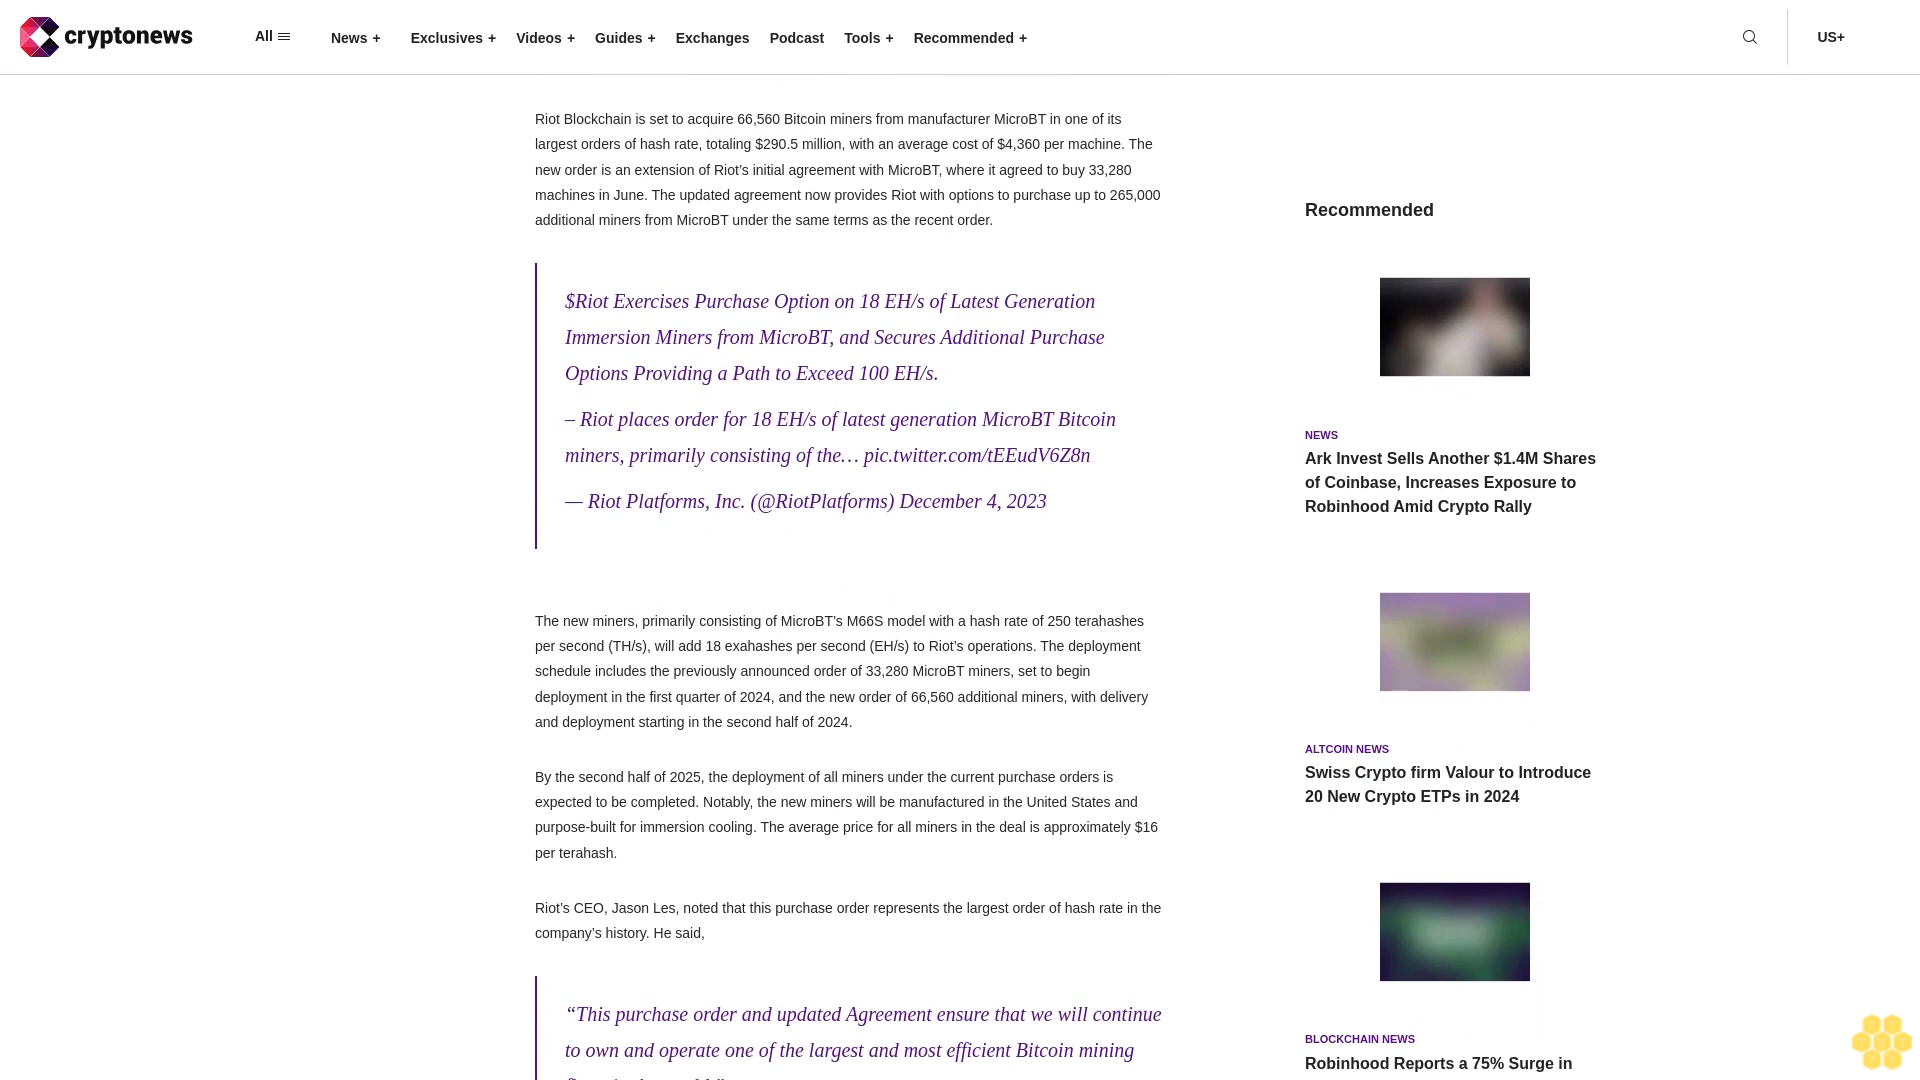 cryptonews
All
News +
Exclusives +
Videos +
Guides +
Exchanges
Podcast
Tools +
Recommended +
US+
Riot Blockchain is set to acquire 66,560 Bitcoin miners from manufacturer MicroBT in one of its
largest orders of hash rate, totaling $290.5 million, with an average cost of $4,360 per machine. The
new order is an extension of Riot’s initial agreement with MicroBT, where it agreed to buy 33,280
machines in June. The updated agreement now provides Riot with options to purchase up to 265,000
additional miners from MicroBT under the same terms as the recent order.
$Riot Exercises Purchase Option on 18 EH/s of Latest Generation
Immersion Miners from MicroBT, and Secures Additional Purchase
Options Providing a Path to Exceed 100 EH/s.
– Riot places order for 18 EH/s of latest generation MicroBT Bitcoin
miners, primarily consisting of the… pic.twitter.com/tEEudV6Z8n
— Riot Platforms, Inc. (@RiotPlatforms) December 4, 2023
The new miners, primarily consisting of MicroBT’s M66S model with a hash rate of 250 terahashes
per second (TH/s), will add 18 exahashes per second (EH/s) to Riot’s operations. The deployment
schedule includes the previously announced order of 33,280 MicroBT miners, set to begin
deployment in the first quarter of 2024, and the new order of 66,560 additional miners, with delivery
and deployment starting in the second half of 2024.
By the second half of 2025, the deployment of all miners under the current purchase orders is
expected to be completed. Notably, the new miners will be manufactured in the United States and
purpose-built for immersion cooling. The average price for all miners in the deal is approximately $16
per terahash.
Riot’s CEO, Jason Les, noted that this purchase order represents the largest order of hash rate in the
company’s history. He said,
“This purchase order and updated Agreement ensure that we will continue
to own and operate one of the largest and most efficient Bitcoin mining
Recommended
NEWS
Ark Invest Sells Another $1.4M Shares
of Coinbase, Increases Exposure to
Robinhood Amid Crypto Rally
ALTCOIN NEWS
Swiss Crypto firm Valour to Introduce
20 New Crypto ETPs in 2024
BLOCKCHAIN NEWS
Robinhood Reports a 75% Surge in